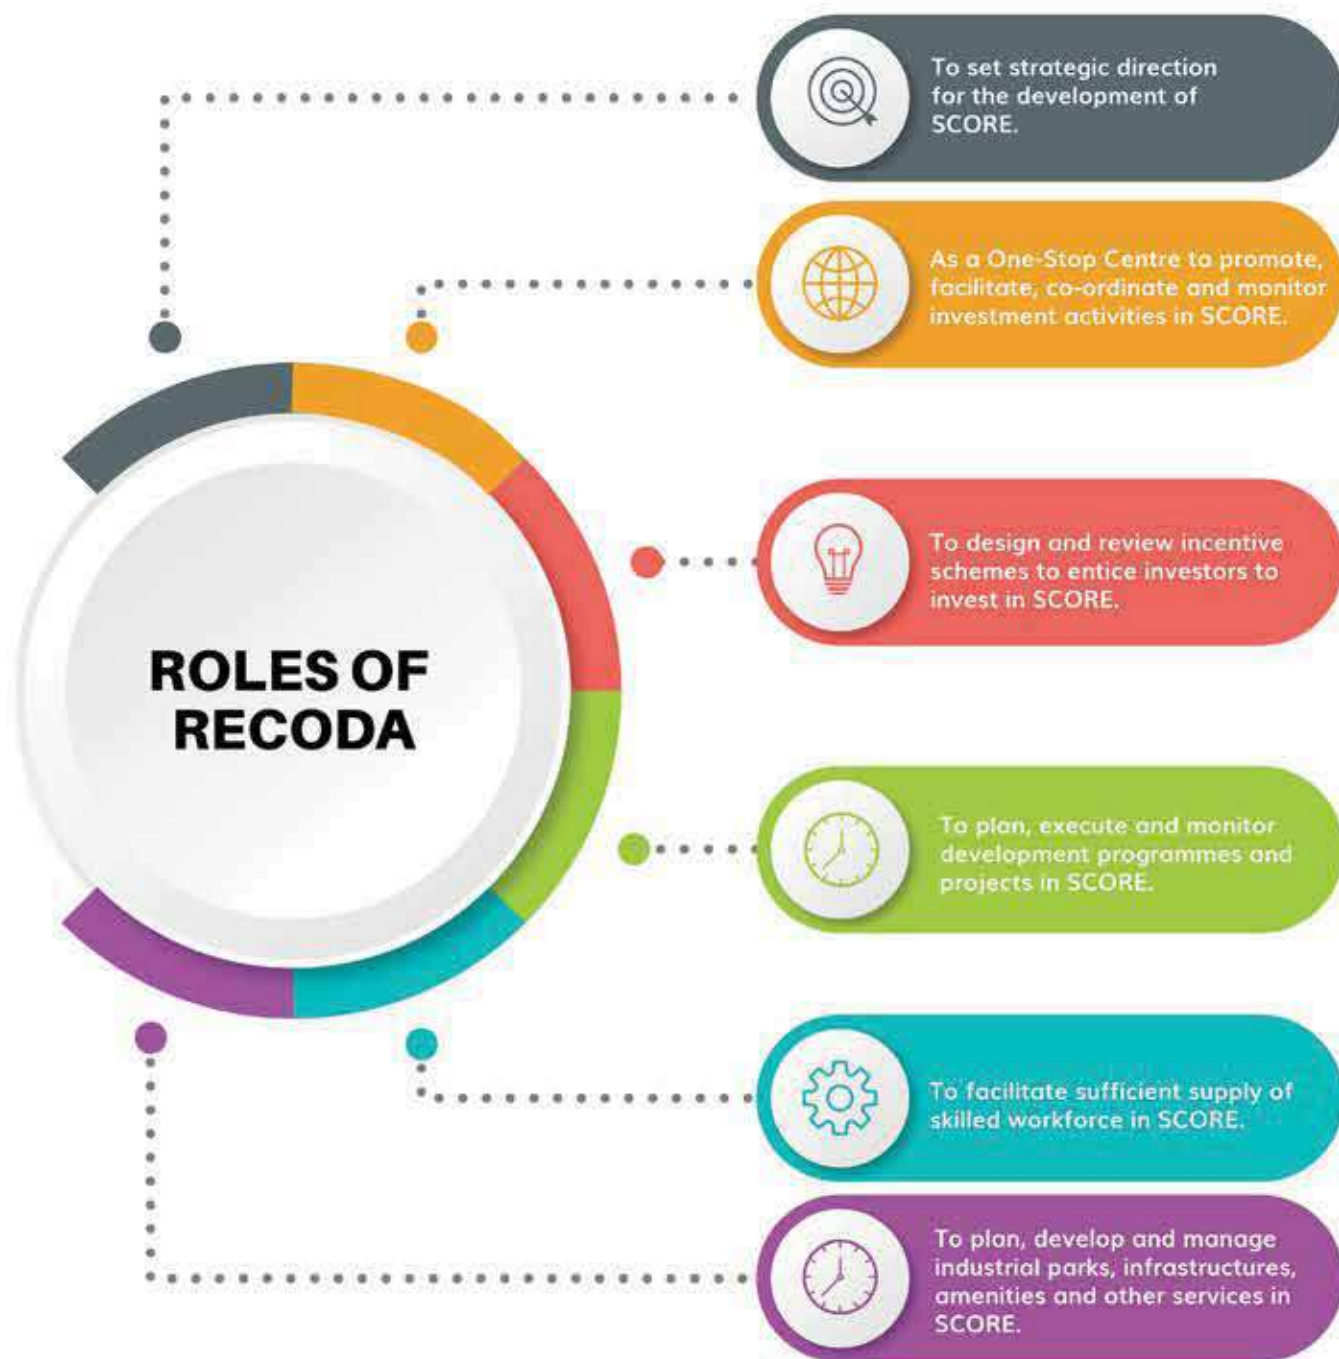 ROLES OF
RECODA
To set strategic direction
for the development of
SCORE.
As a One-Stop Centre to promote,
facilitate, co-ordinate and monitor
investment activities in SCORE.
To design and review incentive
schemes to entice investors to
invest in SCORE.
To plan, execute and monitor
development programmes and
projects in SCORE.
To facilitate sufficient supply of
skilled workforce in SCORE.
To plan, develop and manage
industrial parks, infrastructures,
amenities and other services in
SCORE.